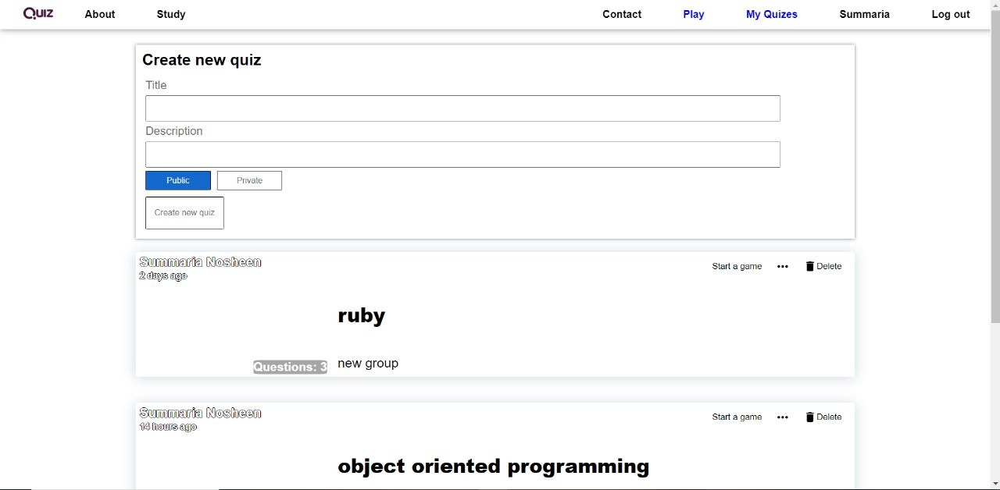 Quiz About Study Contact Play My Quizes Summaria Log out
Create new quiz
Title
Description
Public Private
Create new quiz
Summaria Nosheen
2 days ago
Start a game ••• Delete
ruby
Questions: 3
new group
Summaria Nosheen
14 hours ago
Start a game ••• Delete
object oriented programming